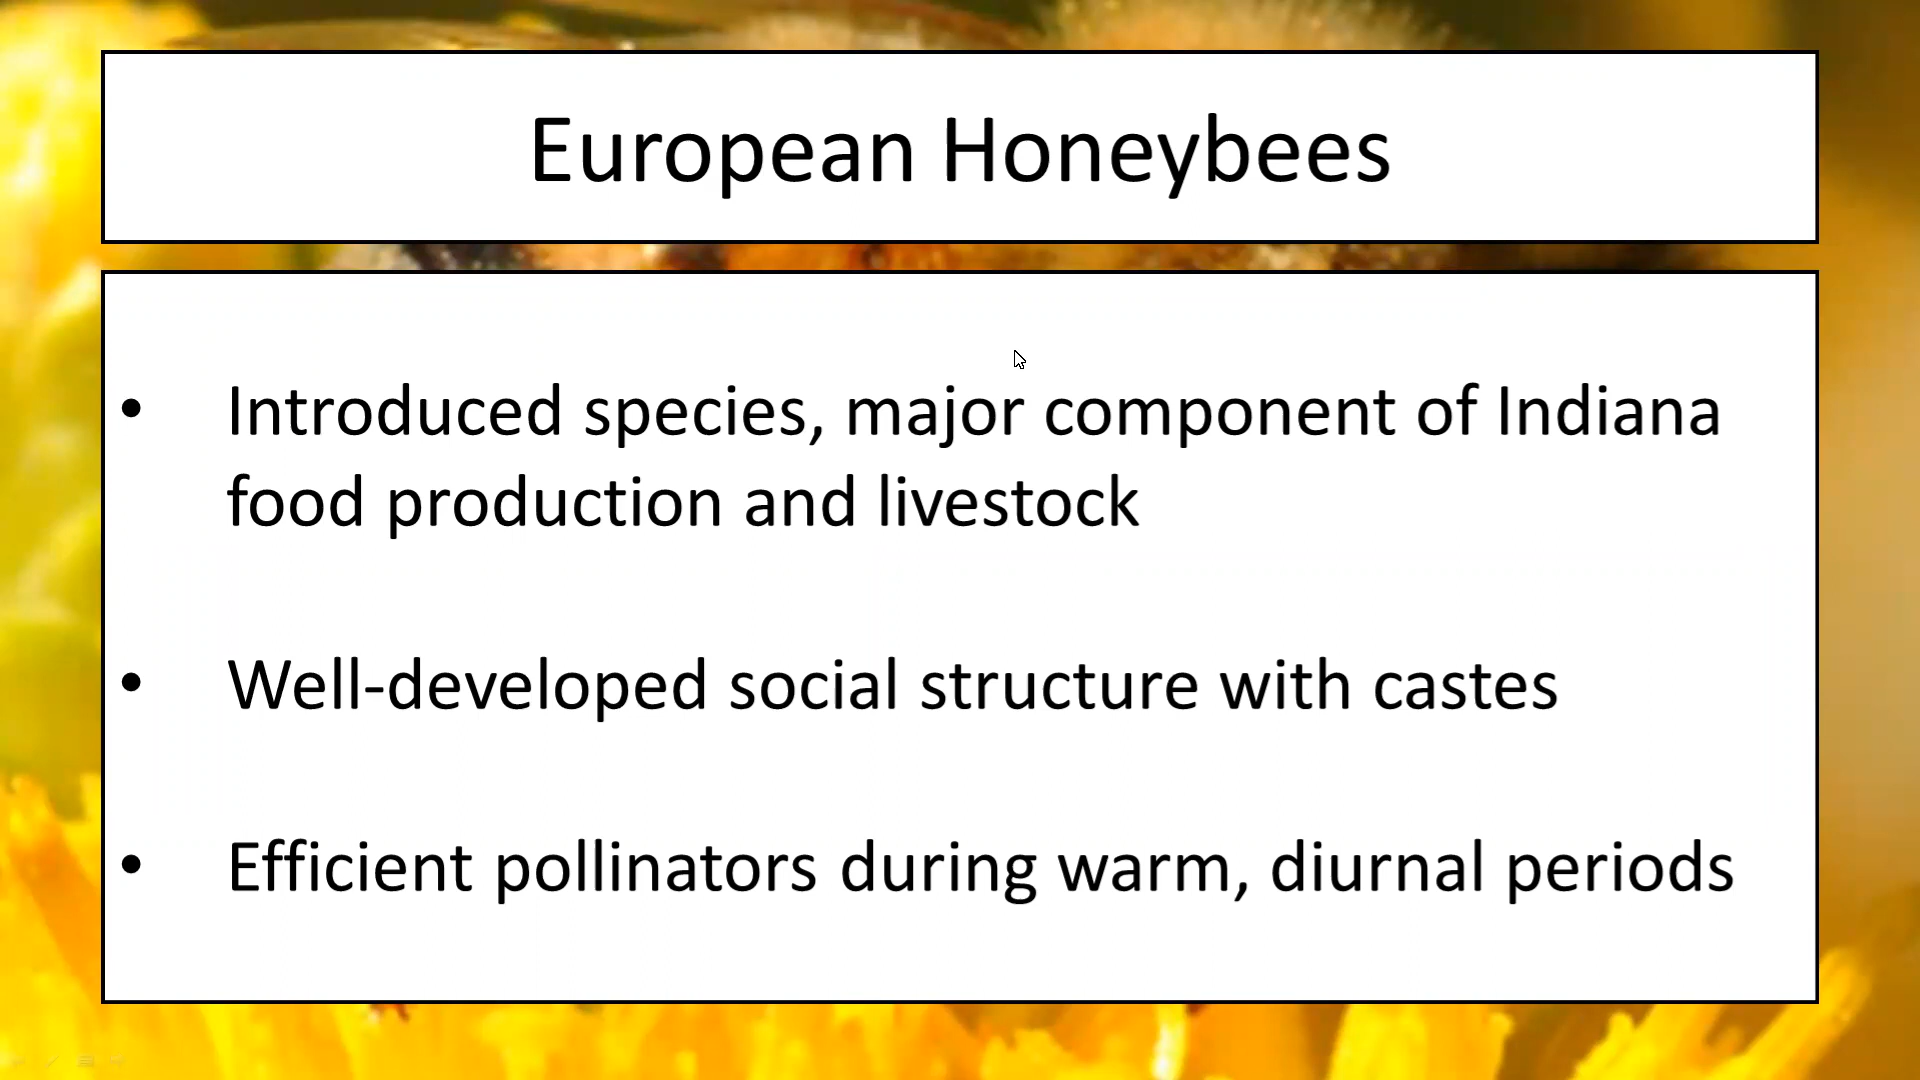 European Honeybees
• Introduced species, major component of Indiana
food production and livestock
• Well-developed social structure with castes
• Efficient pollinators during warm, diurnal periods